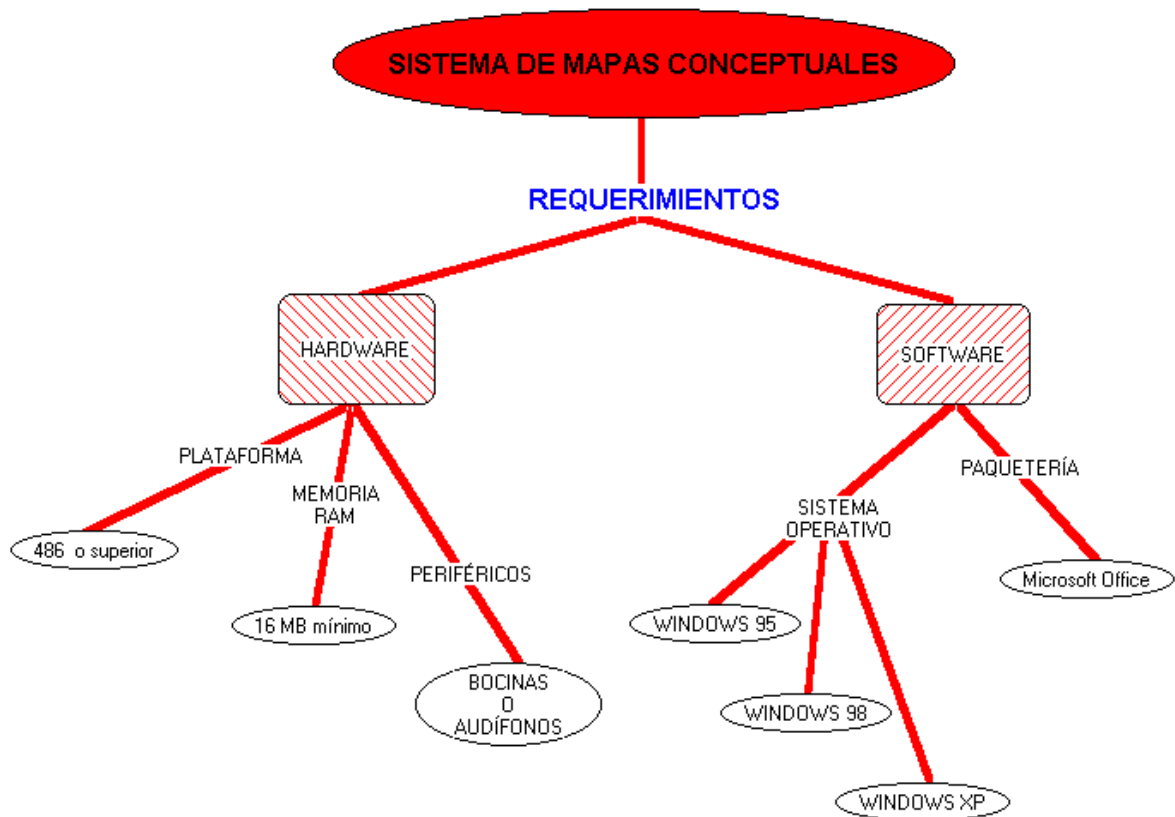 SISTEMA DE MAPAS CONCEPTUALES
REQUERIMIENTOS
HARDWARE
SOFTWARE
PLATAFORMA
MEMORIA
RAM
PERIFÉRICOS
486 o superior
16 MB mínimo
BOCINAS
O
AUDÍFONOS
SISTEMA
OPERATIVO
PAQUETERÍA
WINDOWS 95
WINDOWS 98
WINDOWS XP
Microsoft Office